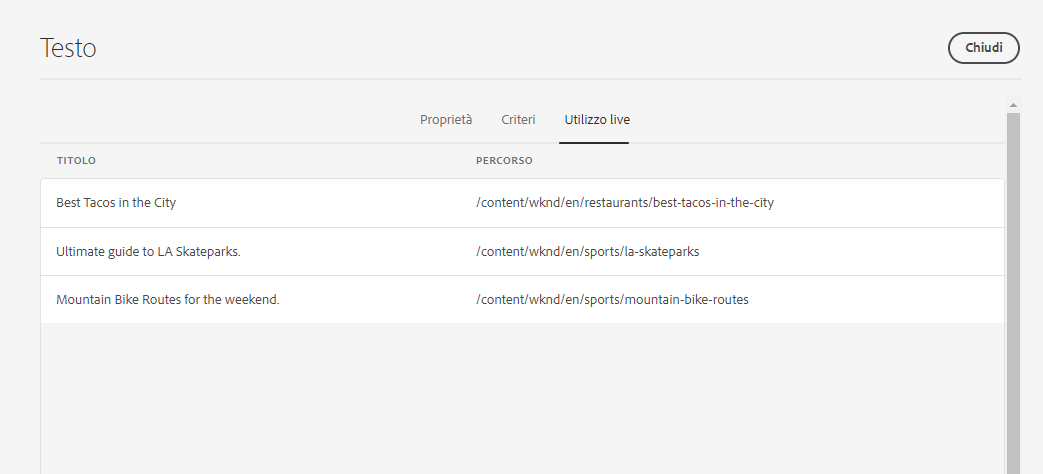 Testo
Chiudi
Proprietà Criteri Utilizzo live
TITOLO PERCORSO
Best Tacos in the City /content/wknd/en/restaurants/best-tacos-in-the-city
Ultimate guide to LA Skateparks. /content/wknd/en/sports/la-skateparks
Mountain Bike Routes for the weekend. /content/wknd/en/sports/mountain-bike-routes